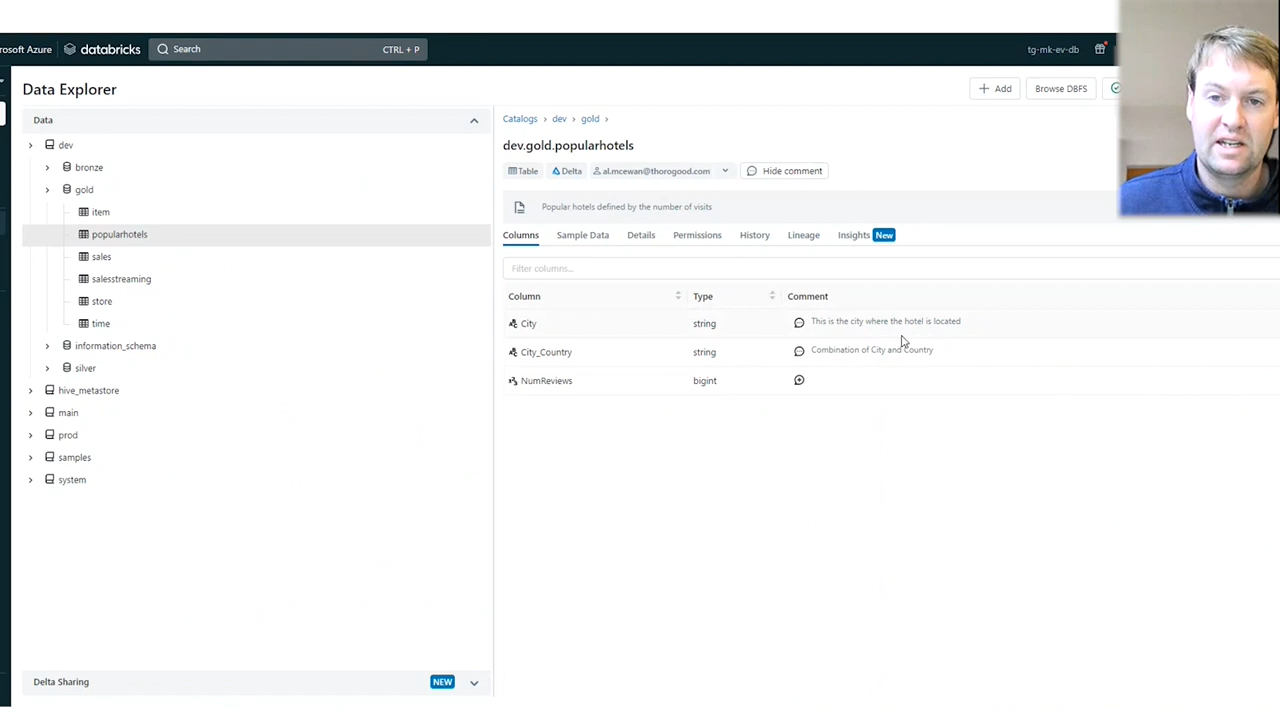 rosoft Azure databricks Search CTRL + P tg-mk-ev-db
Data Explorer Add Browse DBFS
Data
dev
bronze
gold
item
popularhotels
sales
salesstreaming
store
time
information_schema
silver
hive_metastore
main
prod
samples
system
Delta Sharing NEW
Catalogs › dev › gold ›
dev.gold.popularhotels
Table Delta al.mcewan@thorogood.com Hide comment
Popular hotels defined by the number of visits
Columns Sample Data Details Permissions History Lineage Insights New
Filter columns...
Column Type Comment
City string This is the city where the hotel is located
City_Country string Combination of City and Country
NumReviews bigint